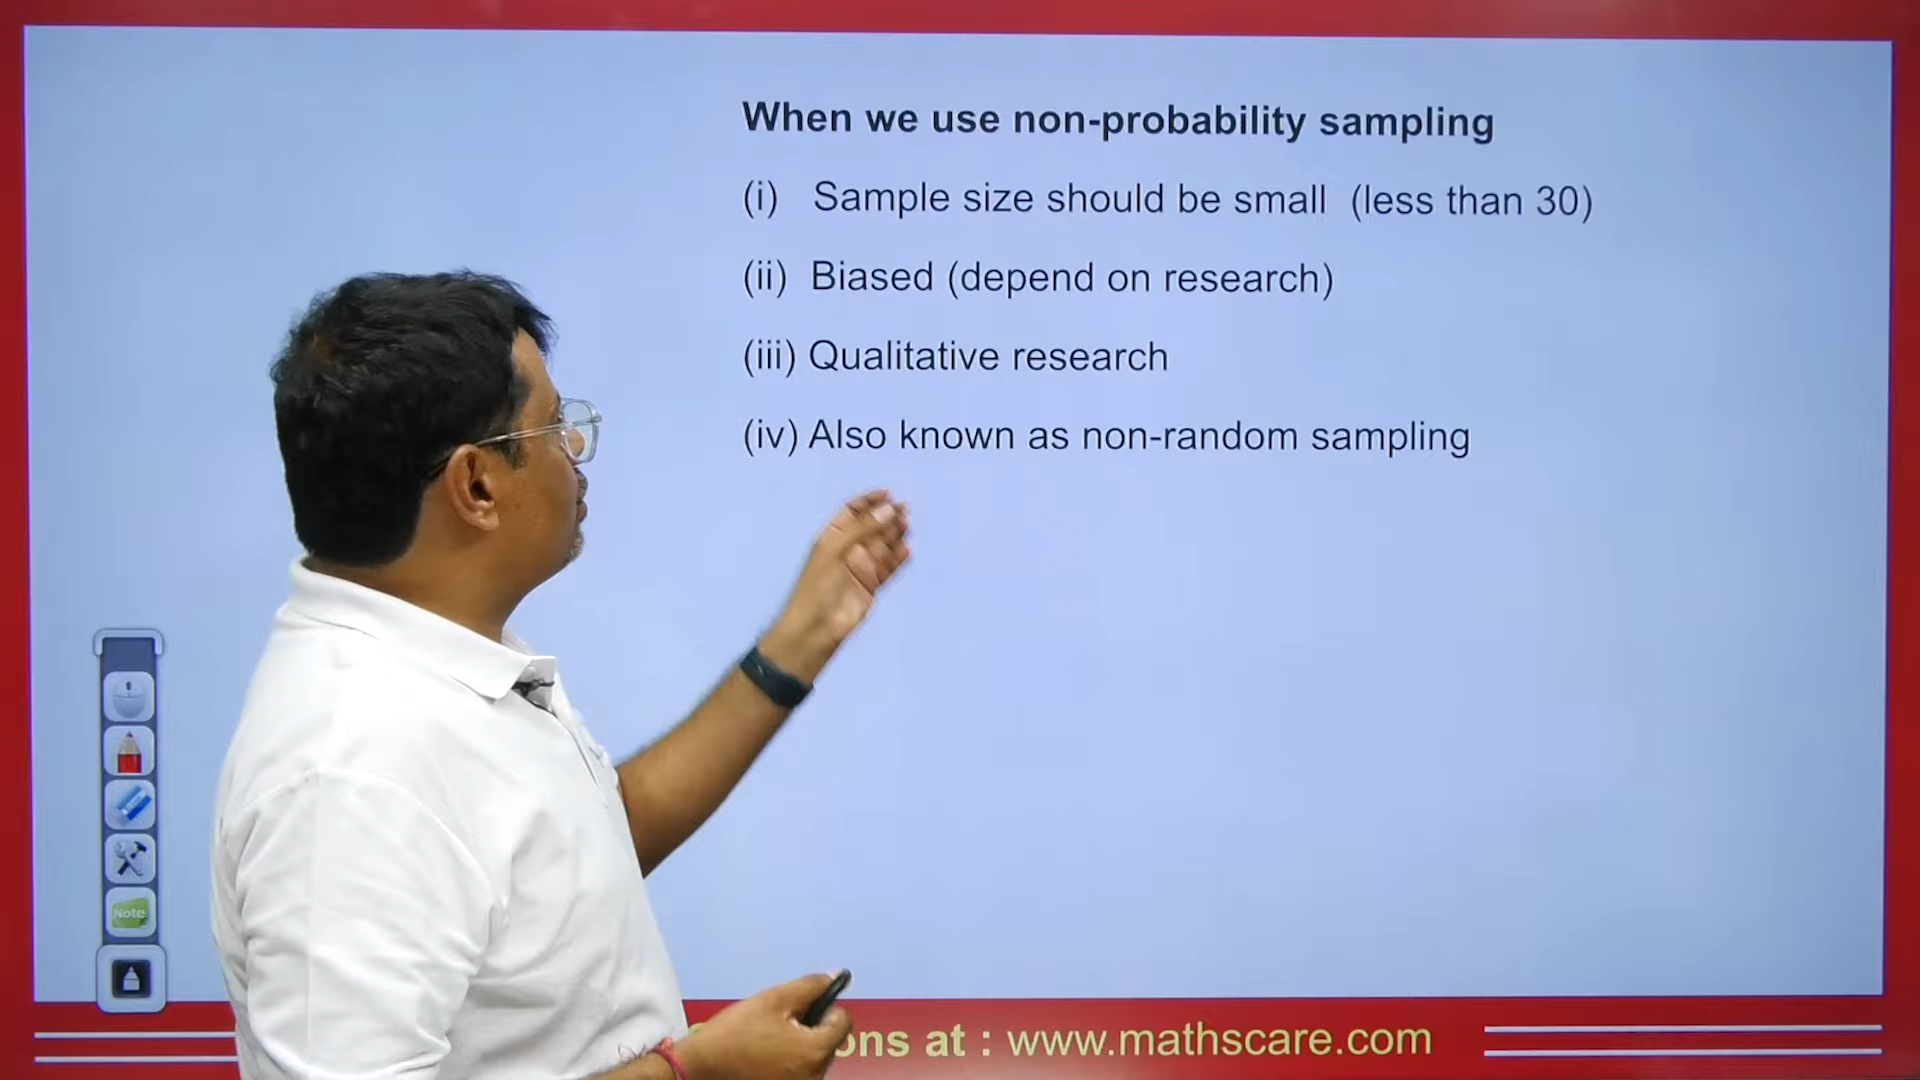 When we use non-probability sampling
(i) Sample size should be small (less than 30)
(ii) Biased (depend on research)
(iii) Qualitative research
(iv) Also known as non-random sampling
Note
at : www.mathscare.com